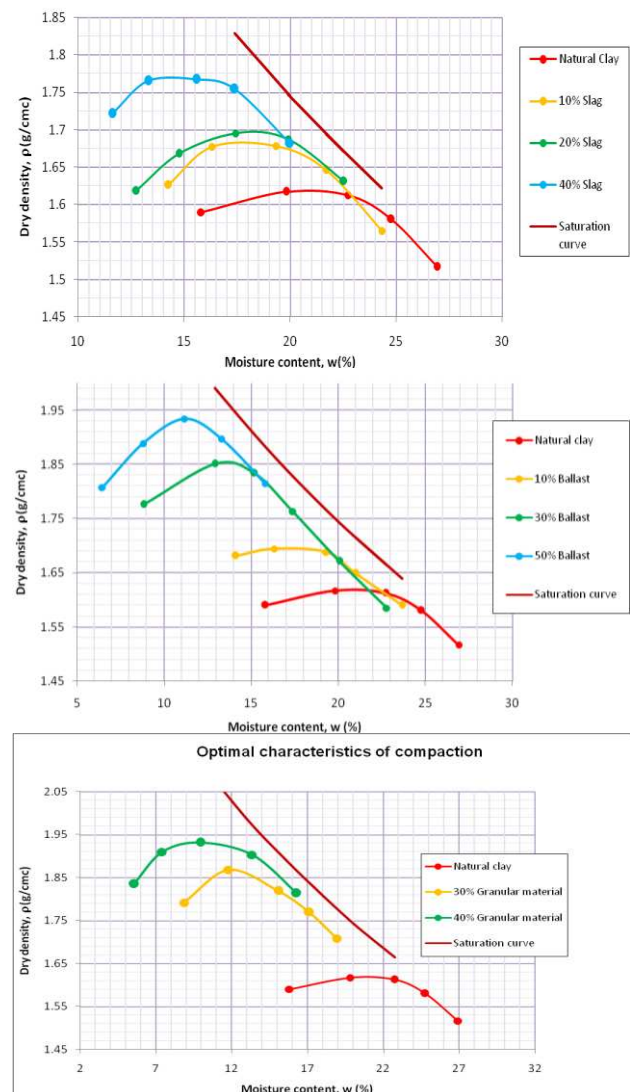 1.85
1.8
1.75
1.7
1.65
1.6
1.55
1.5
1.45
Dry density, ρ(g/cmc)
10 15 20 25 30
Moisture content, w(%)
Natural Clay
10% Slag
20% Slag
40% Slag
Saturation
curve
1.95
1.85
1.75
1.65
1.55
1.45
Dry density, ρ(g/cmc)
5 10 15 20 25 30
Moisture content, w (%)
Natural clay
10% Ballast
30% Ballast
50% Ballast
Saturation curve
Optimal characteristics of compaction
2.05
1.95
1.85
1.75
1.65
1.55
1.45
Dry density, ρ(g/cmc)
2 7 12 17 22 27 32
Moisture content, w (%)
Natural clay
30% Granular material
40% Granular material
Saturation curve